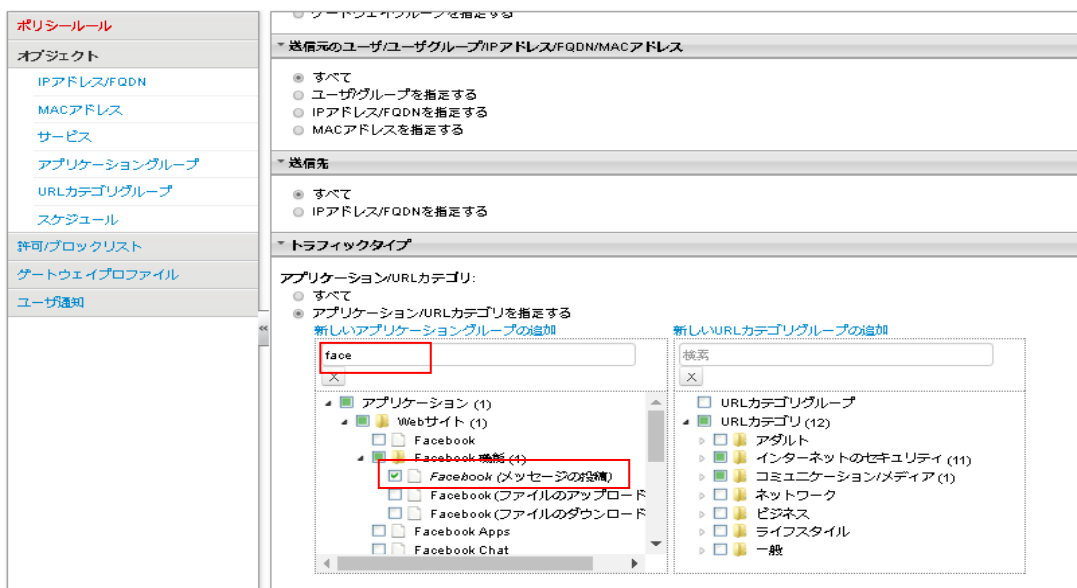 ポリシールール
オブジェクト
IPアドレス/FQDN
MACアドレス
サービス
アプリケーショングループ
URLカテゴリグループ
スケジュール
許可/ブロックリスト
ゲートウェイプロファイル
ユーザ通知
ゲートウェイグループを指定する
送信元のユーザ/ユーザグループ/IPアドレス/FQDN/MACアドレス
すべて
ユーザ/グループを指定する
IPアドレス/FQDNを指定する
MACアドレスを指定する
送信先
すべて
IPアドレス/FQDNを指定する
トラフィックタイプ
アプリケーション/URLカテゴリ:
すべて
アプリケーション/URLカテゴリを指定する
新しいアプリケーショングループの追加
face
X
アプリケーション (1)
Webサイト (1)
Facebook
Facebook 機能 (1)
Facebook (メッセージの投稿)
Facebook (ファイルのアップロード
Facebook (ファイルのダウンロード
Facebook Apps
Facebook Chat
新しいURLカテゴリグループの追加
検索
X
URLカテゴリグループ
URLカテゴリ (12)
アダルト
インターネットのセキュリティ (11)
コミュニケーション/メディア (1)
ネットワーク
ビジネス
ライフスタイル
一般